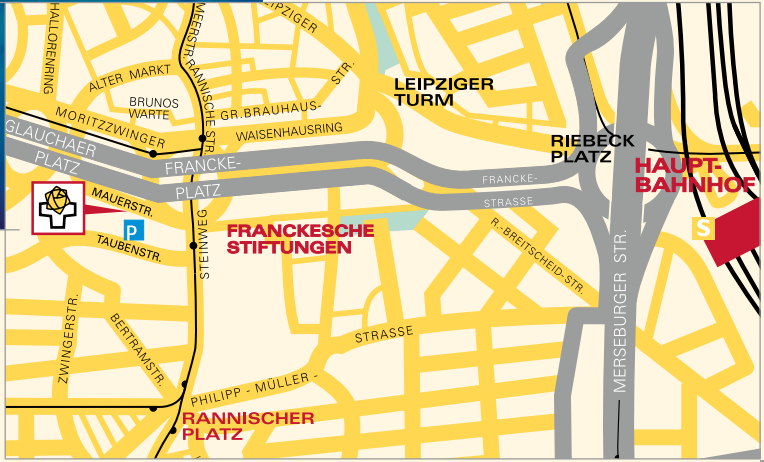 HALLORENRING
MEERSTR.
RANNISCHE STR.
LEIPZIGER
STR.
ALTER MARKT
BRUNOS
WARTE
GR.BRAUHAUS-
LEIPZIGER
TURM
MORITZZWINGER
WAISENHAUSRING
GLAUCHAER
PLATZ
FRANCKE-
PLATZ
FRANCKE-
STRASSE
RIEBECK
PLATZ
HAUPT-
BAHNHOF
MAUERSTR.
P
TAUBENSTR.
STEINWEG
FRANCKESCHE
STIFTUNGEN
R.-BREITSCHEID-STR.
S
MERSEBURGER STR.
ZWINGERSTR.
BERTRAMSTR.
PHILIPP - MÜLLER -
STRASSE
RANNISCHER
PLATZ